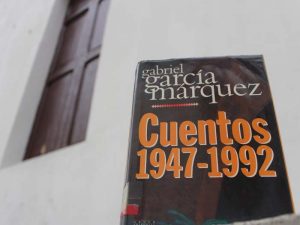 gabriel
garcía
márquez
Cuentos
1947-1992